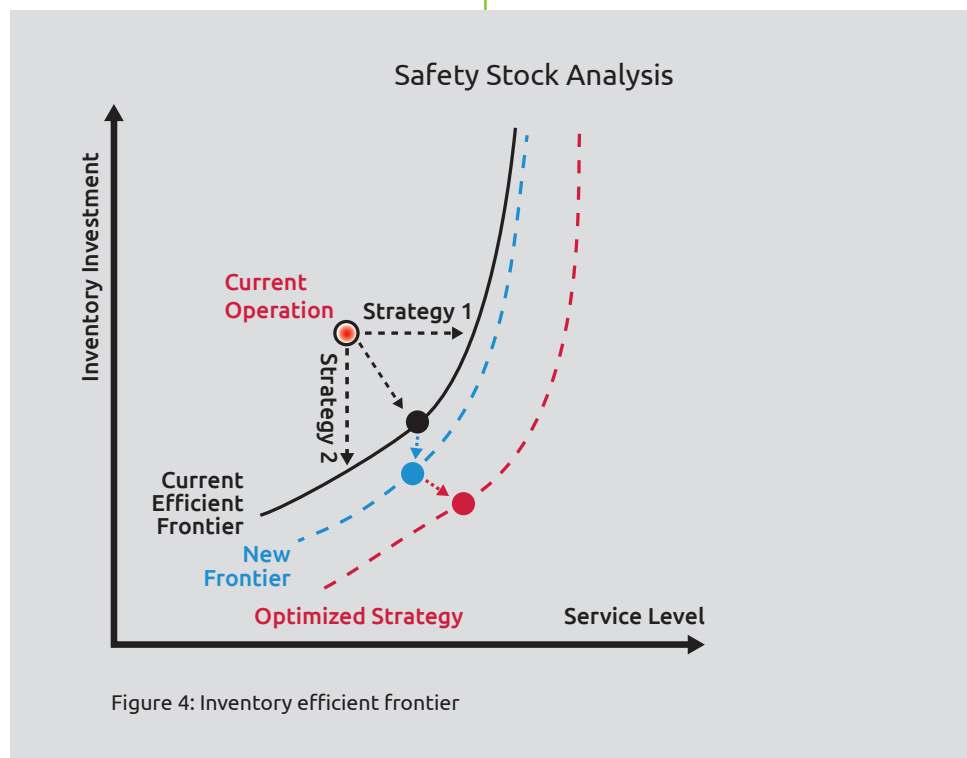 Safety Stock Analysis
Inventory Investment
Current
Operation
Strategy 1
Strategy 2
Current
Efficient
Frontier
New
Frontier
Optimized Strategy
Service Level
Figure 4: Inventory efficient frontier